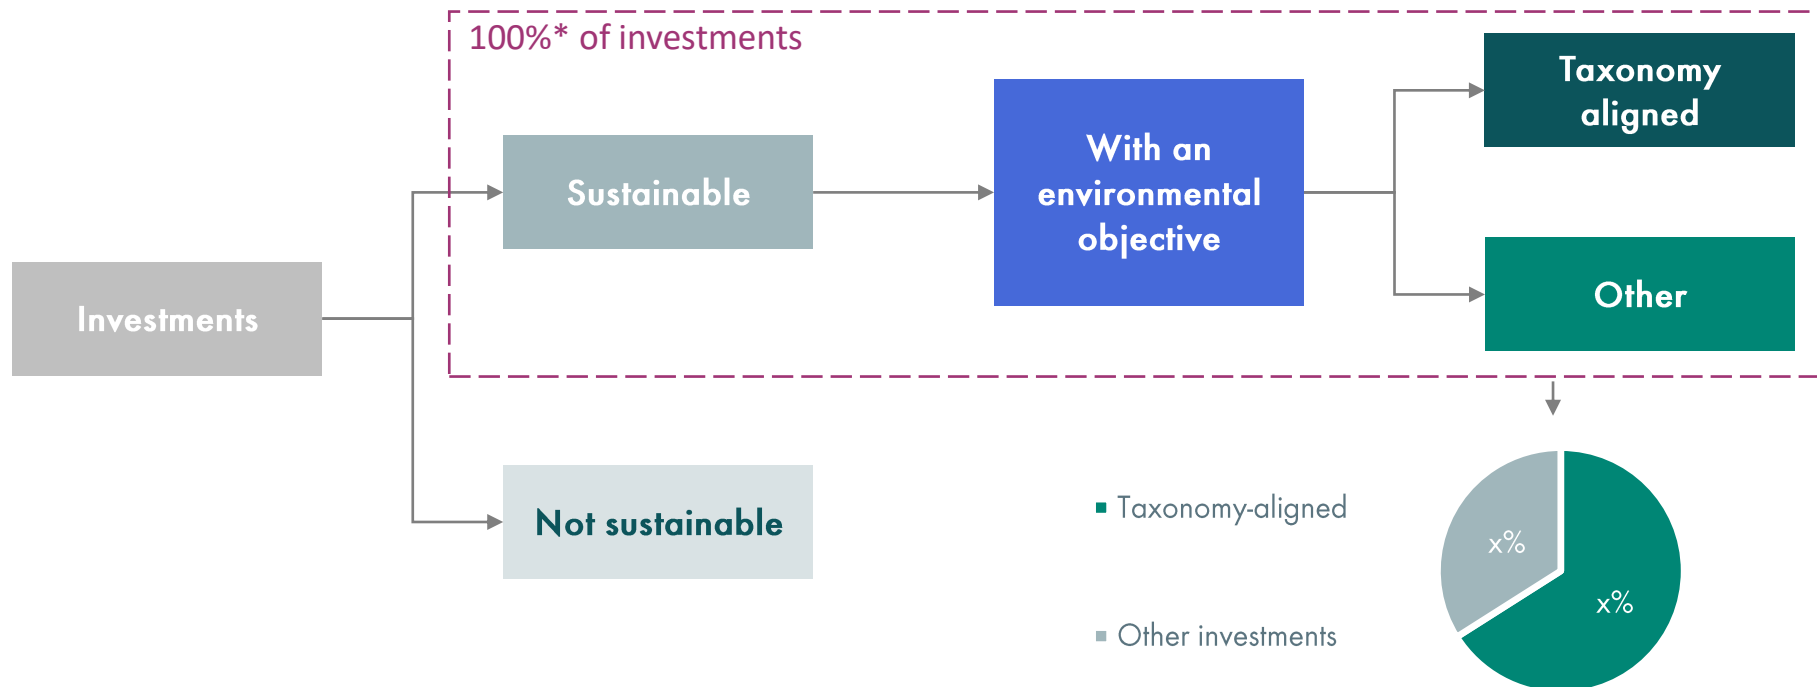 100%* of investments
Taxonomy
aligned
With an
environmental
objective
Sustainable
Other
Investments
Not sustainable
Taxonomy-aligned
x%
x%
Other investments